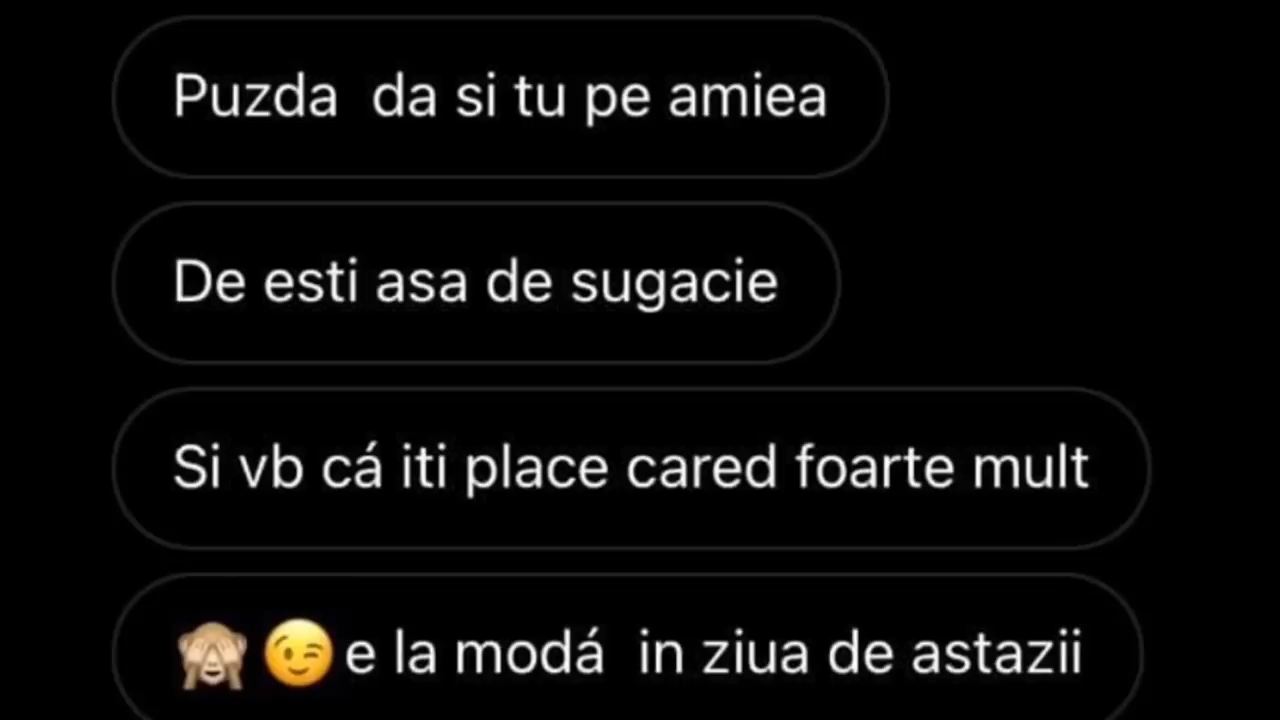 Puzda  da si tu pe amiea
De esti asa de sugacie
Si vb cá iti place cared foarte mult
🙈😉 e la modá  in ziua de astazii